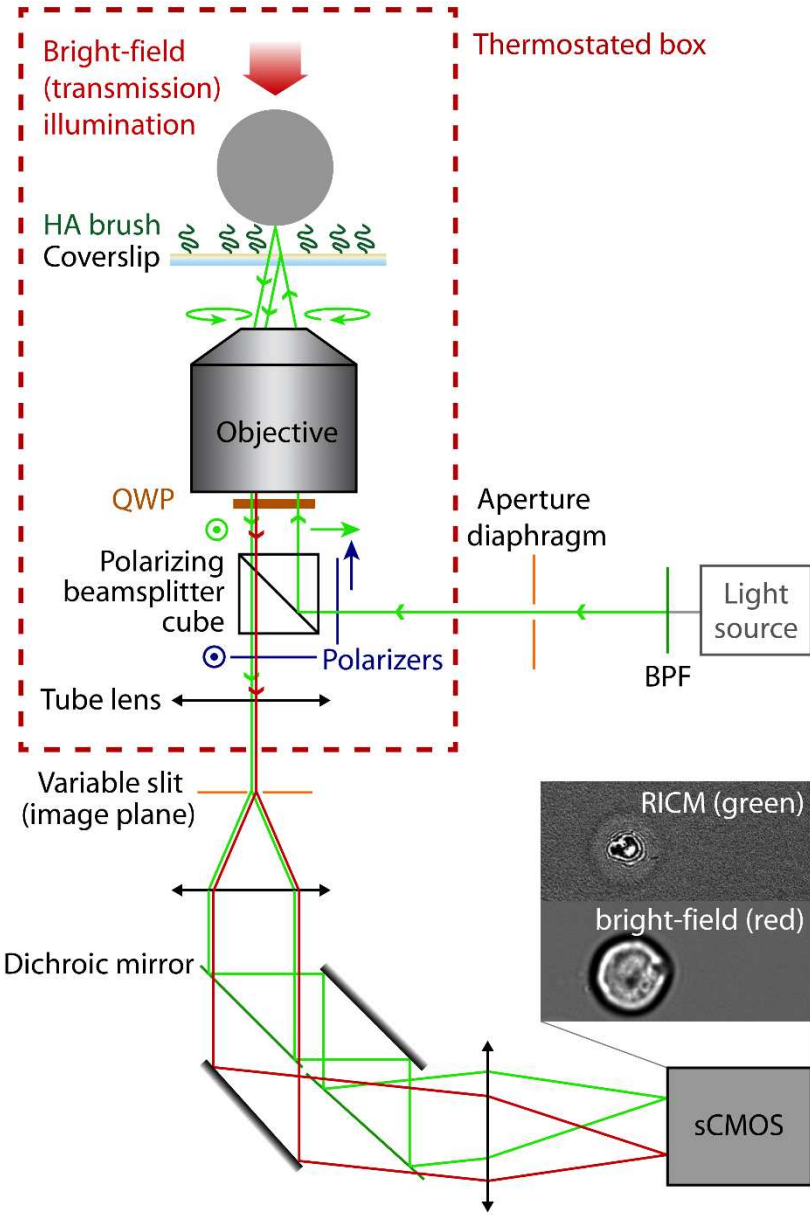 Bright-field
(transmission)
illumination
Thermostated box
HA brush
Coverslip
Objective
QWP
Aperture
diaphragm
Polarizing
beamsplitter
cube
Light
source
Polarizers
BPF
Tube lens
Variable slit
(image plane)
RICM (green)
bright-field (red)
Dichroic mirror
sCMOS